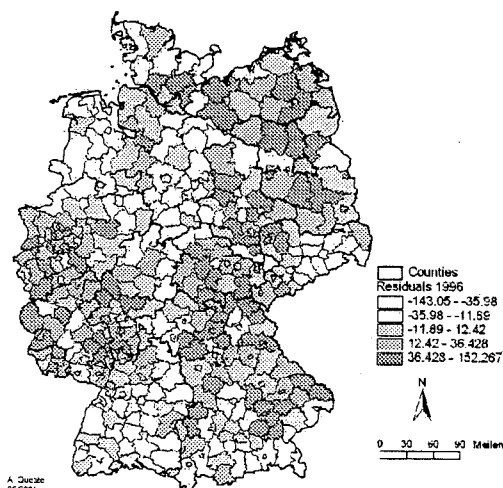 Counties
Residuals 1996
-143.05 - -35.98
-35.98 - -11.89
-11.89 - 12.42
12.42 - 36.428
36.428 - 152.267
N
0 30 60 90 Meilen
A.